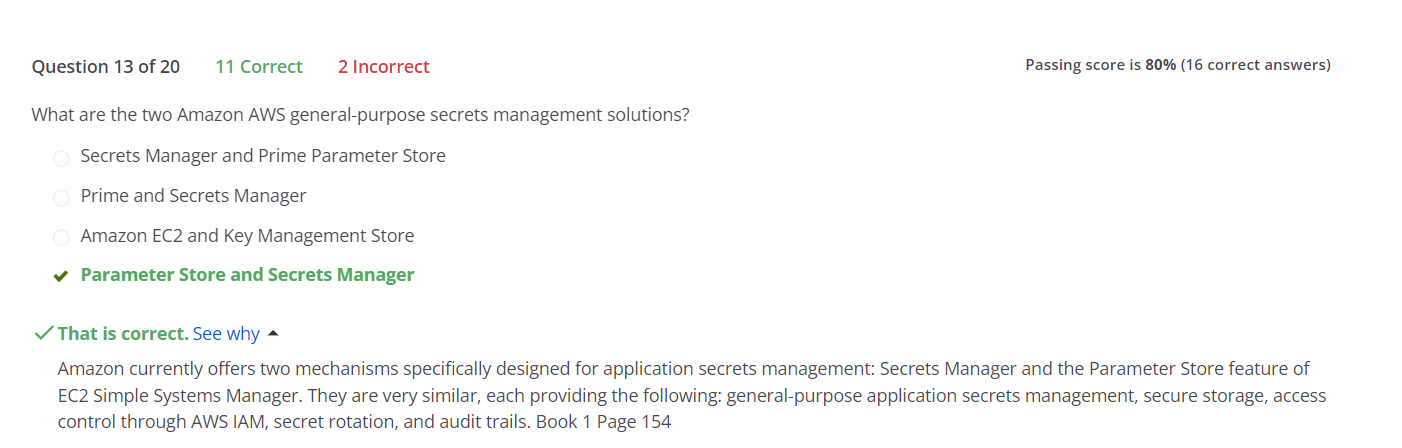 Question 13 of 20 11 Correct 2 Incorrect Passing score is 80% (16 correct answers)
What are the two Amazon AWS general-purpose secrets management solutions?
Secrets Manager and Prime Parameter Store
Prime and Secrets Manager
Amazon EC2 and Key Management Store
Parameter Store and Secrets Manager
That is correct. See why
Amazon currently offers two mechanisms specifically designed for application secrets management: Secrets Manager and the Parameter Store feature of
EC2 Simple Systems Manager. They are very similar, each providing the following: general-purpose application secrets management, secure storage, access
control through AWS IAM, secret rotation, and audit trails. Book 1 Page 154